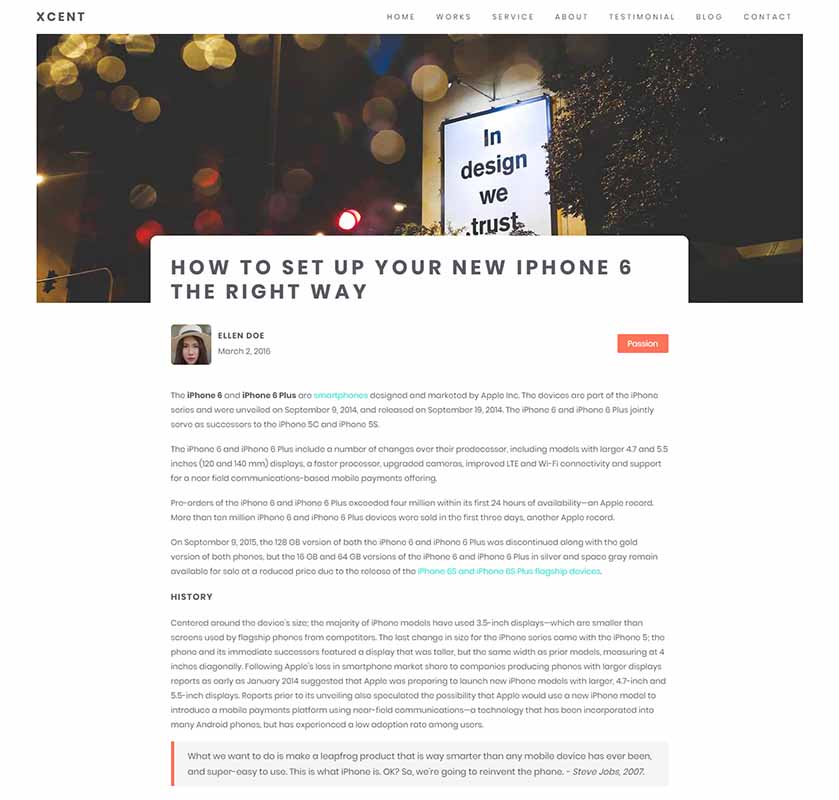 XCENT
HOME WORKS SERVICE ABOUT TESTIMONIAL BLOG CONTACT
In
design
we
trust
HOW TO SET UP YOUR NEW IPHONE 6
THE RIGHT WAY
ELLEN DOE
March 2, 2016
Passion
The iPhone 6 and iPhone 6 Plus are smartphones designed and marketed by Apple Inc. The devices are part of the iPhone
series and were unveiled on September 9, 2014, and released on September 19, 2014. The iPhone 6 and iPhone 6 Plus jointly
serve as successors to the iPhone 5C and iPhone 5S.
The iPhone 6 and iPhone 6 Plus include a number of changes over their predecessor, including models with larger 4.7 and 5.5
inches (120 and 140 mm) displays, a faster processor, upgraded cameras, improved LTE and Wi-Fi connectivity and support
for a near field communications-based mobile payments offering.
Pre-orders of the iPhone 6 and iPhone 6 Plus exceeded four million within its first 24 hours of availability—an Apple record.
More than ten million iPhone 6 and iPhone 6 Plus devices were sold in the first three days, another Apple record.
On September 9, 2015, the 128 GB version of both the iPhone 6 and iPhone 6 Plus was discontinued along with the gold
version of both phones, but the 16 GB and 64 GB versions of the iPhone 6 and iPhone 6 Plus in silver and space gray remain
available for sale at a reduced price due to the release of the iPhone 6S and iPhone 6S Plus flagship devices.
HISTORY
Centered around the device's size; the majority of iPhone models have used 3.5-inch displays—which are smaller than
screens used by flagship phones from competitors. The last change in size for the iPhone series came with the iPhone 5; the
phone and its immediate successors featured a display that was taller, but the same width as prior models, measuring at 4
inches diagonally. Following Apple's loss in smartphone market share to companies producing phones with larger displays
reports as early as January 2014 suggested that Apple was preparing to launch new iPhone models with larger, 4.7-inch and
5.5-inch displays. Reports prior to its unveiling also speculated the possibility that Apple would use a new iPhone model to
introduce a mobile payments platform using near-field communications—a technology that has been incorporated into
many Android phones, but has experienced a low adoption rate among users.
What we want to do is make a leapfrog product that is way smarter than any mobile device has ever been,
and super-easy to use. This is what iPhone is. OK? So, we're going to reinvent the phone. - Steve Jobs, 2007.